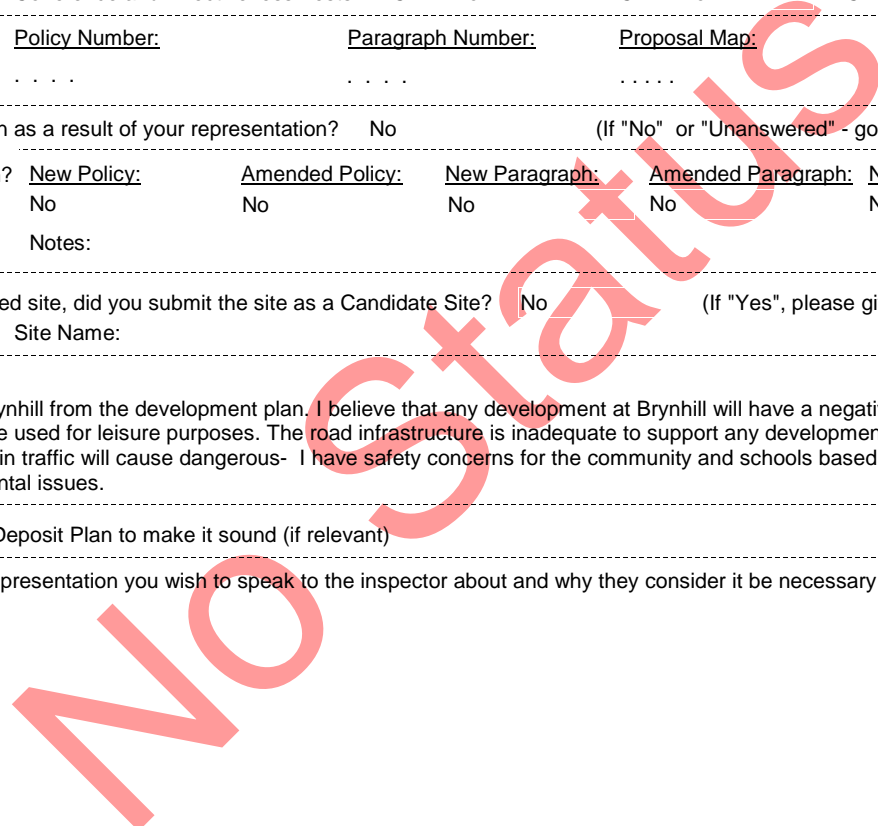 Policy Number: Paragraph Number: Proposal Map:
. . . . . . . . . . . . .
as a result of your representation? No (If "No" or "Unanswered" - go
? New Policy: Amended Policy: New Paragraph: Amended Paragraph:
No No No No
Notes:
ed site, did you submit the site as a Candidate Site? No (If "Yes", please gi
Site Name:
ynhill from the development plan. I believe that any development at Brynhill will have a negati
e used for leisure purposes. The road infrastructure is inadequate to support any developmen
in traffic will cause dangerous- I have safety concerns for the community and schools based
ntal issues.
Deposit Plan to make it sound (if relevant)
presentation you wish to speak to the inspector about and why they consider it be necessary
No Status